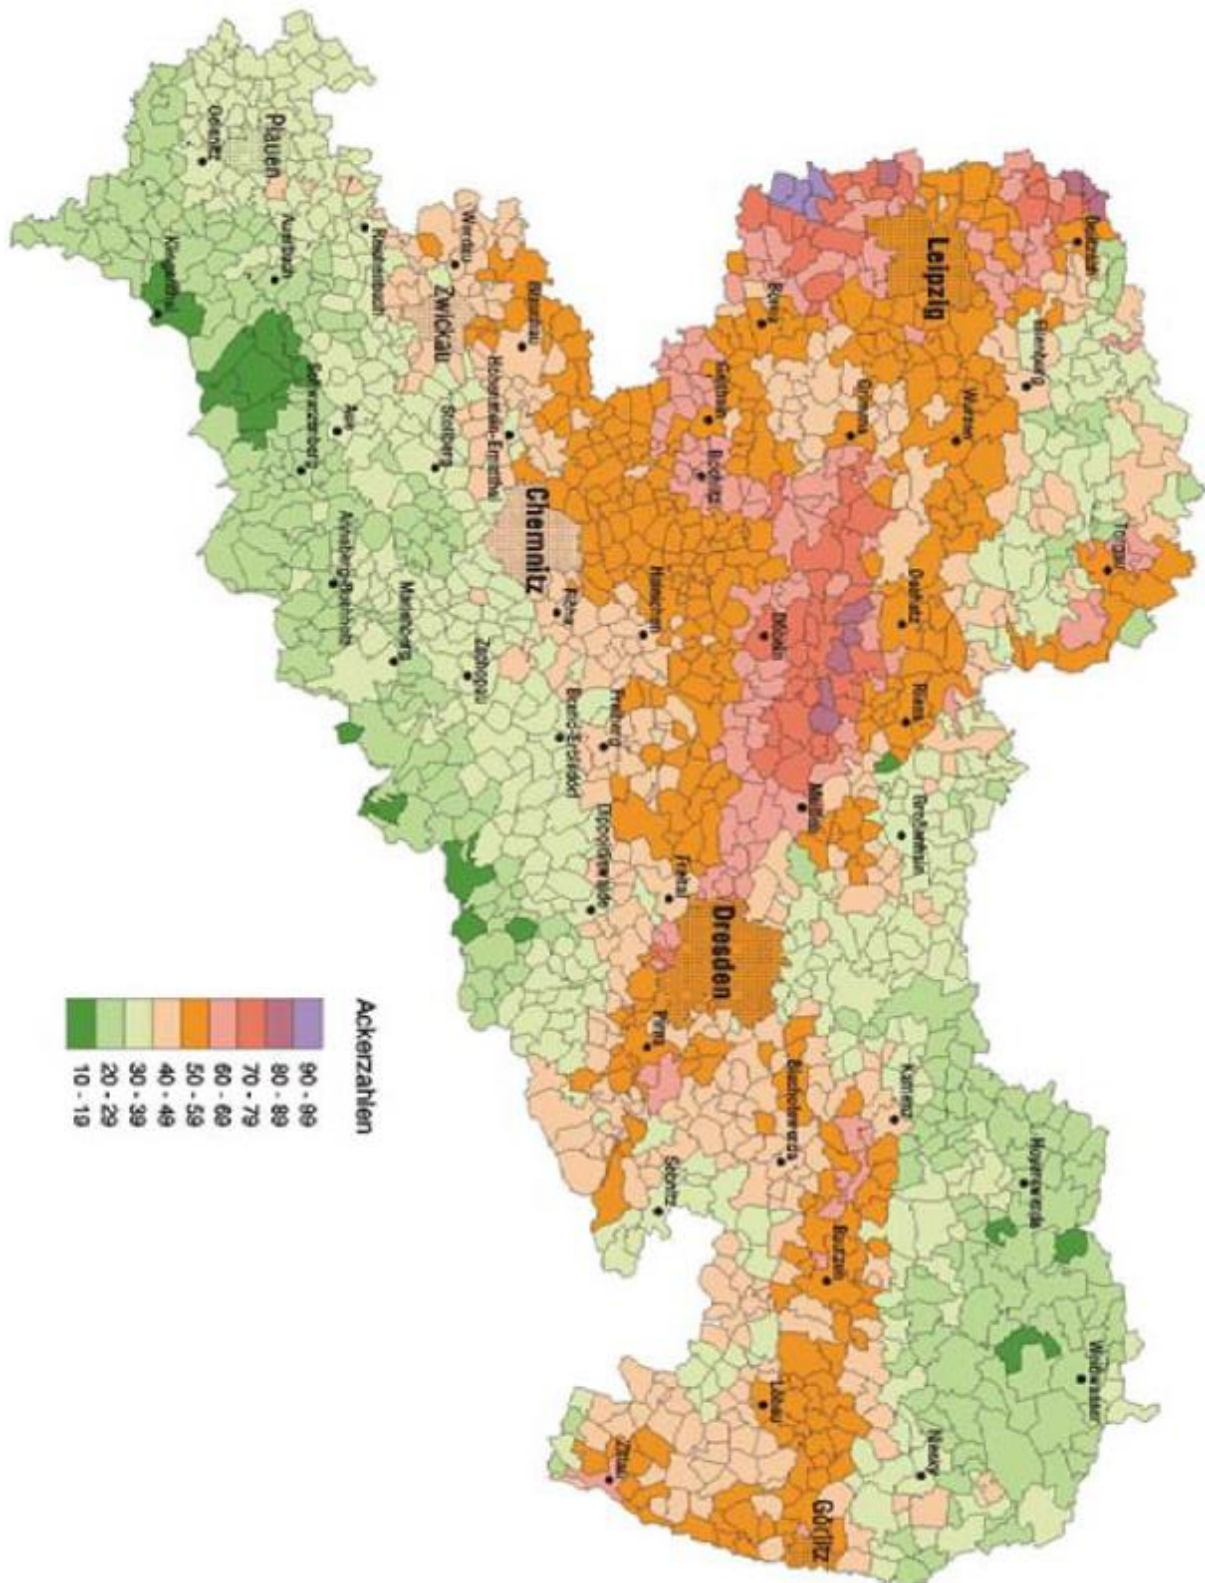 Delitzsch
Eilenburg
Torgau
Leipzig
Wurzen
Oschatz
Riesa
Großenhain
Hoyerswerda
Weißwasser
Niesky
Kamenz
Borna
Grimma
Döbeln
Meißen
Geithain
Rochlitz
Hainichen
Freital
Dresden
Bischofswerda
Bautzen
Löbau
Görlitz
Pirna
Sebnitz
Zittau
Werdau
Zwickau
Hohenstein-Ernstthal
Chemnitz
Flöha
Freiberg
Brand-Erbisdorf
Dippoldiswalde
Reichenbach
Stollberg
Zschopau
Marienberg
Plauen
Oelsnitz
Auerbach
Klingenthal
Aue
Schwarzenberg
Annaberg-Buchholz
Ackerzahlen
90 - 99
80 - 89
70 - 79
60 - 69
50 - 59
40 - 49
30 - 39
20 - 29
10 - 19